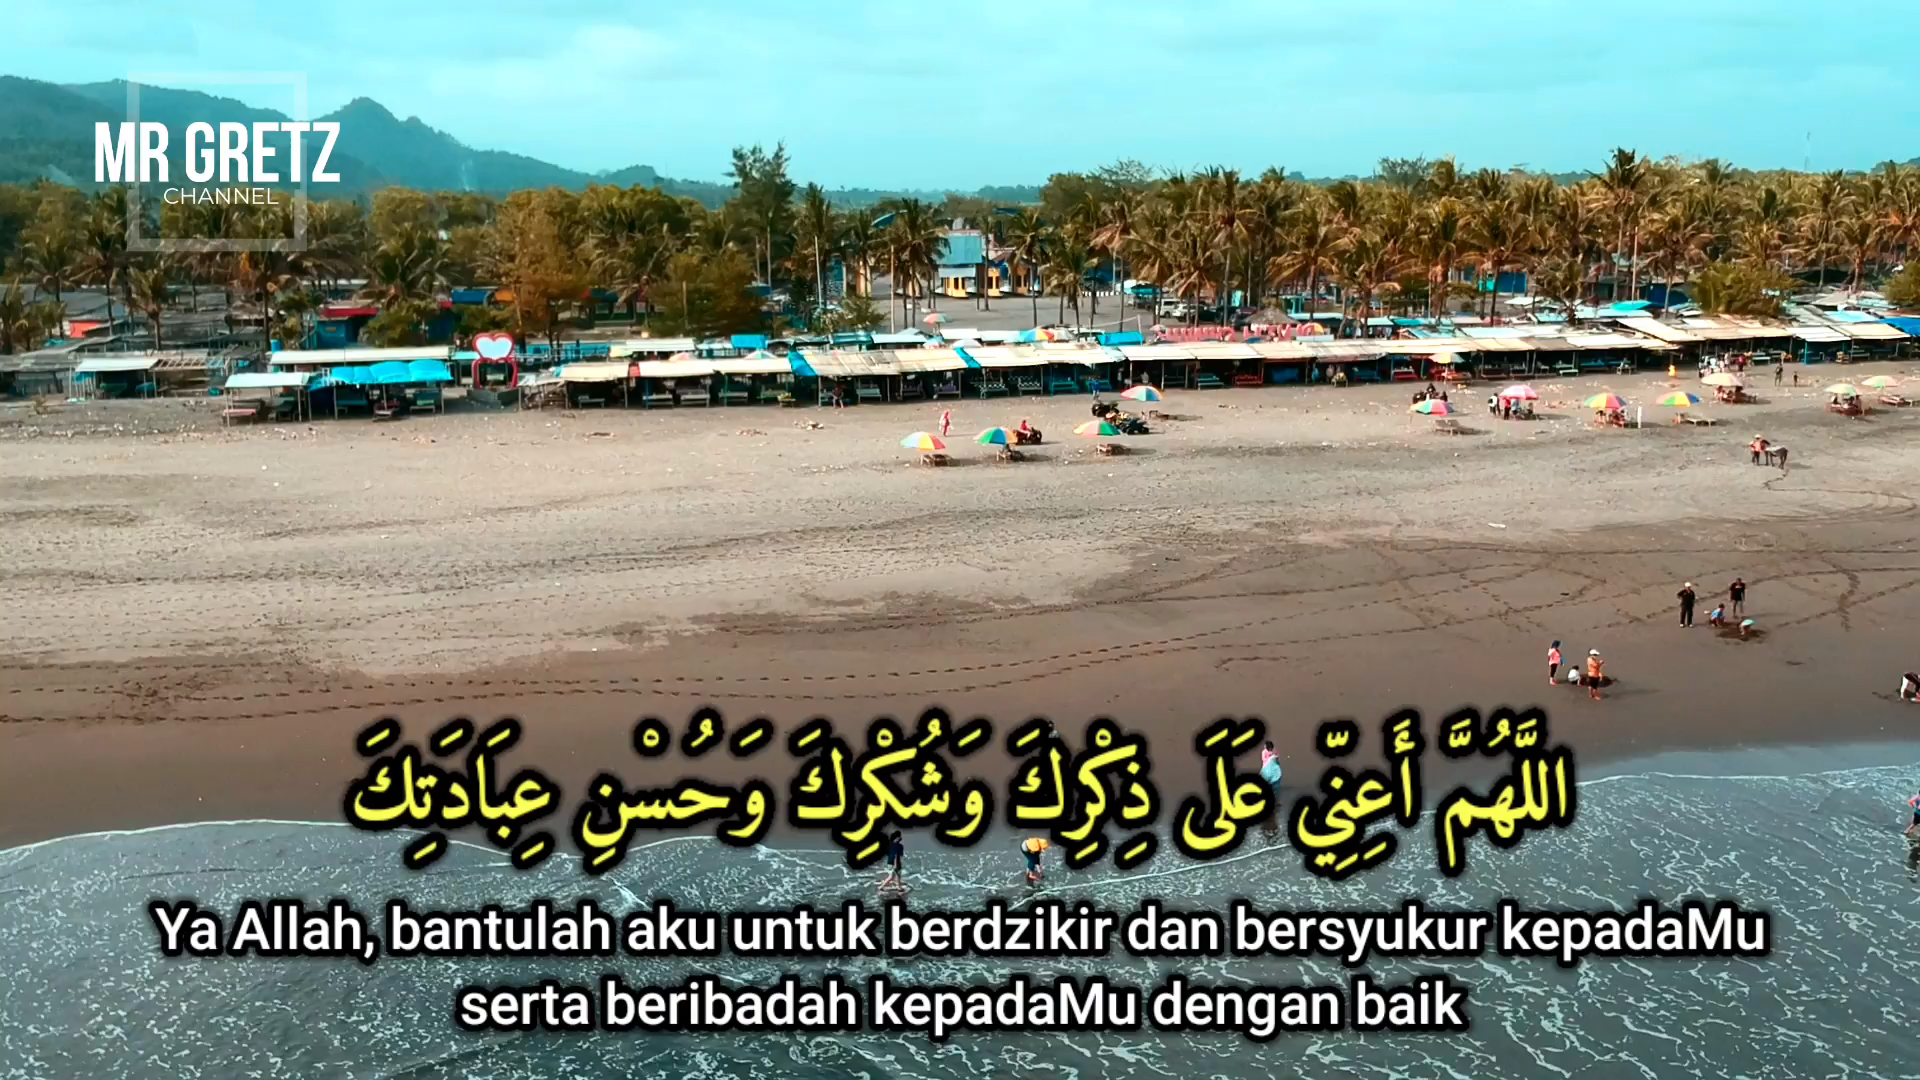 MR GRETZ
CHANNEL
اللَّهُمَّ أَعِنِّي عَلَى ذِكْرِكَ وَشُكْرِكَ وَحُسْنِ عِبَادَتِكَ
Ya Allah, bantulah aku untuk berdzikir dan bersyukur kepadaMu
serta beribadah kepadaMu dengan baik